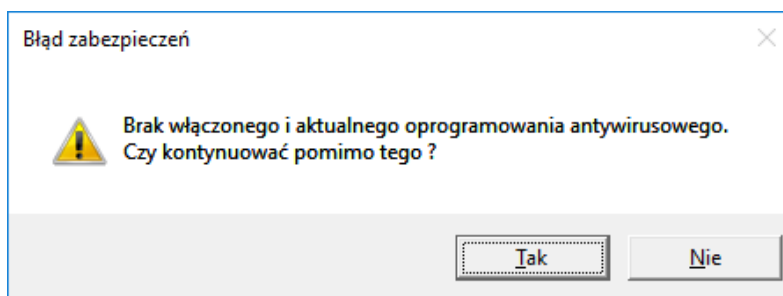 Błąd zabezpieczeń
Brak włączonego i aktualnego oprogramowania antywirusowego.
Czy kontynuować pomimo tego ?
Tak
Nie